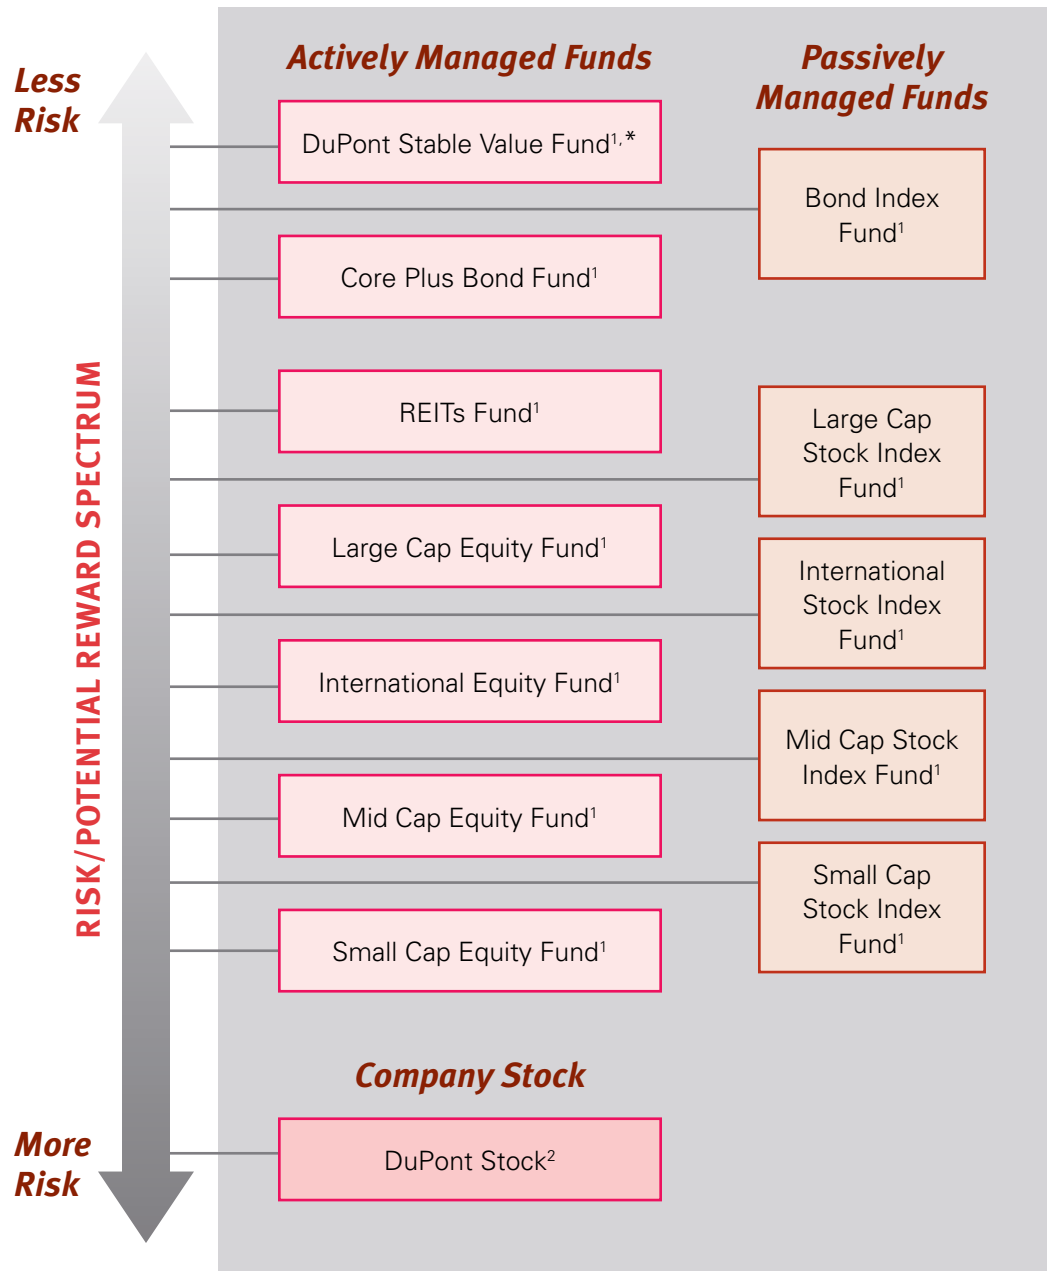 Less
Risk
RISK/POTENTIAL REWARD SPECTRUM
More
Risk
Actively Managed Funds
DuPont Stable Value Fund¹,*
Core Plus Bond Fund¹
REITs Fund¹
Large Cap Equity Fund¹
International Equity Fund¹
Mid Cap Equity Fund¹
Small Cap Equity Fund¹
Company Stock
DuPont Stock²
Passively
Managed Funds
Bond Index
Fund¹
Large Cap
Stock Index
Fund¹
International
Stock Index
Fund¹
Mid Cap Stock
Index Fund¹
Small Cap
Stock Index
Fund¹